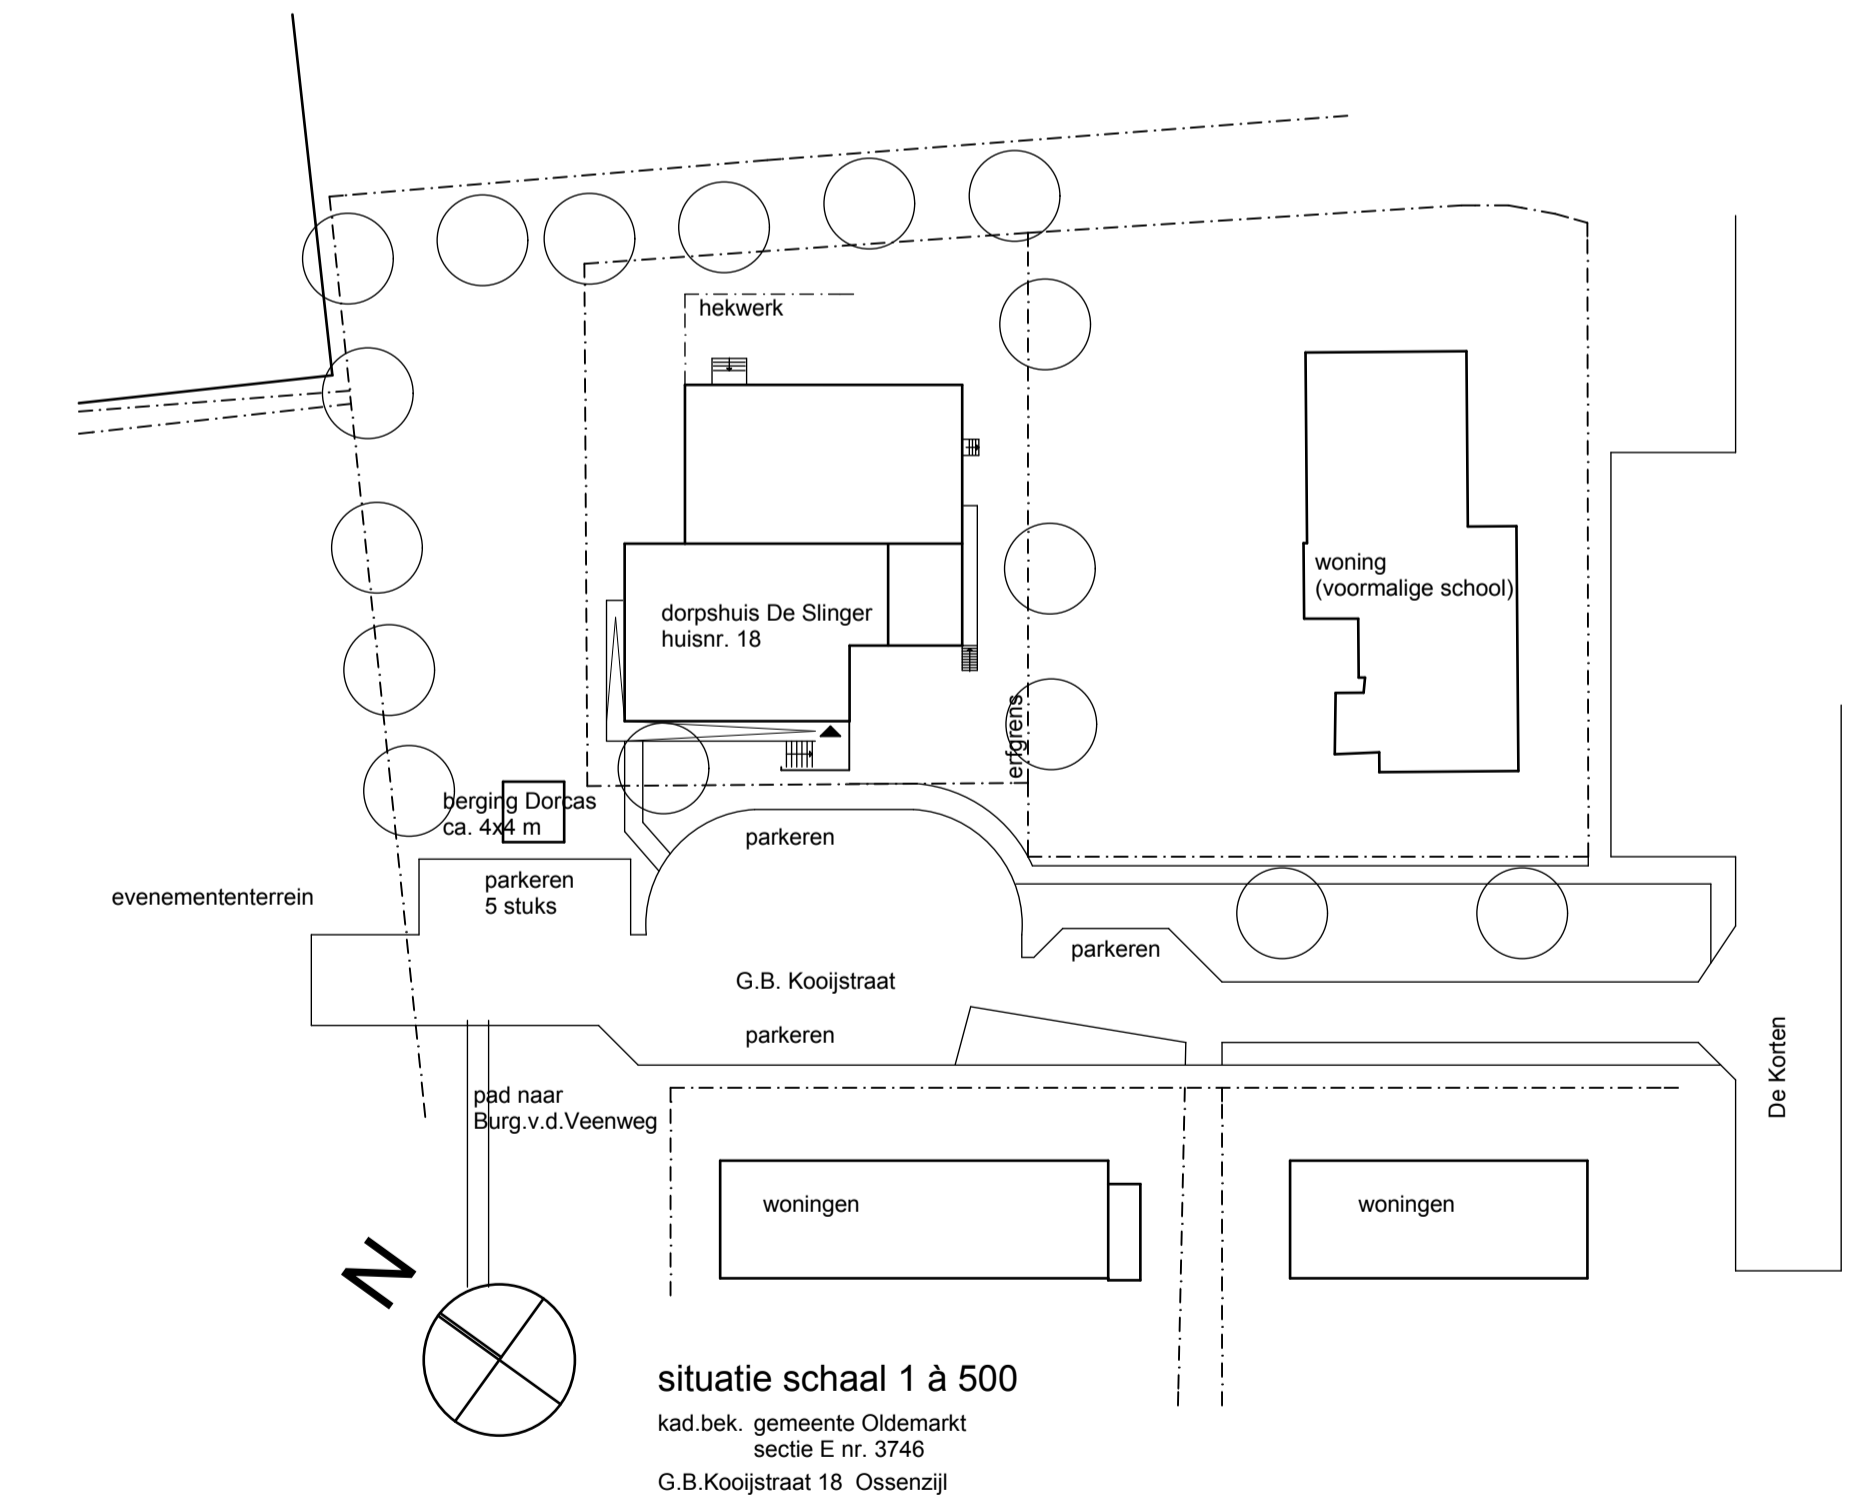 hekwerk
woning
(voormalige school)
dorpshuis De Slinger
huisnr. 18
erfgrens
berging Dorcas
ca. 4x4 m
parkeren
parkeren
5 stuks
evenemententerrein
parkeren
G.B. Kooijstraat
parkeren
De Korten
pad naar
Burg.v.d.Veenweg
woningen
woningen
N
situatie schaal 1 à 500
kad.bek. gemeente Oldemarkt
sectie E nr. 3746
G.B.Kooijstraat 18 Ossenzijl